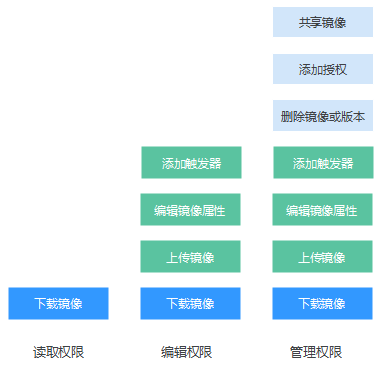 共享镜像
添加授权
删除镜像或版本
添加触发器 添加触发器
编辑镜像属性 编辑镜像属性
上传镜像 上传镜像
下载镜像 下载镜像 下载镜像
读取权限 编辑权限 管理权限